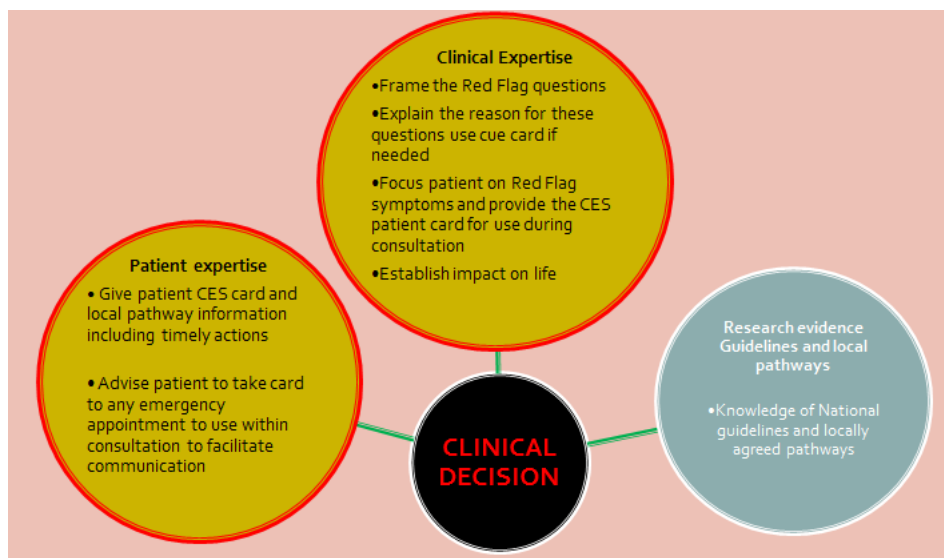 Clinical Expertise
•Frame the Red Flag questions
•Explain the reason for these
questions use cue card if
needed
•Focus patient on Red Flag
symptoms and provide the CES
patient card for use during
consultation
•Establish impact on life
Patient expertise
• Give patient CES card and
local pathway information
including timely actions
• Advise patient to take card
to any emergency
appointment to use within
consultation to facilitate
communication
Research evidence
Guidelines and local
pathways
•Knowledge of National
guidelines and locally
agreed pathways
CLINICAL
DECISION